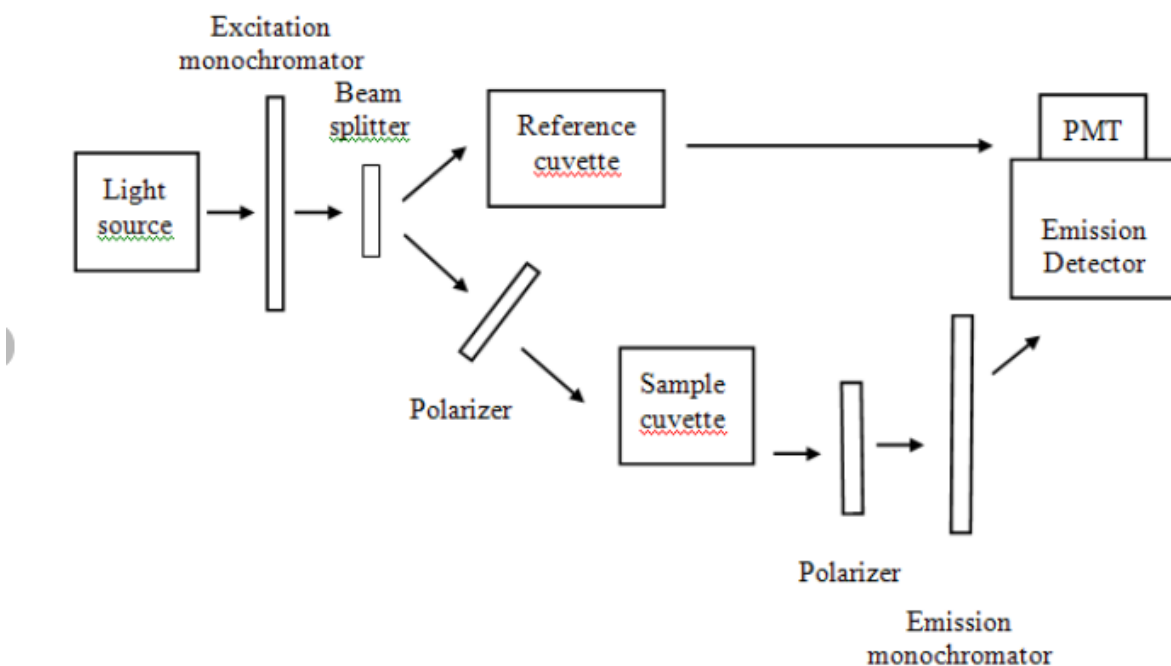 Excitation
monochromator
Beam
splitter
Light
source
Reference
cuvette
PMT
Emission
Detector
Polarizer
Sample
cuvette
Polarizer
Emission
monochromator